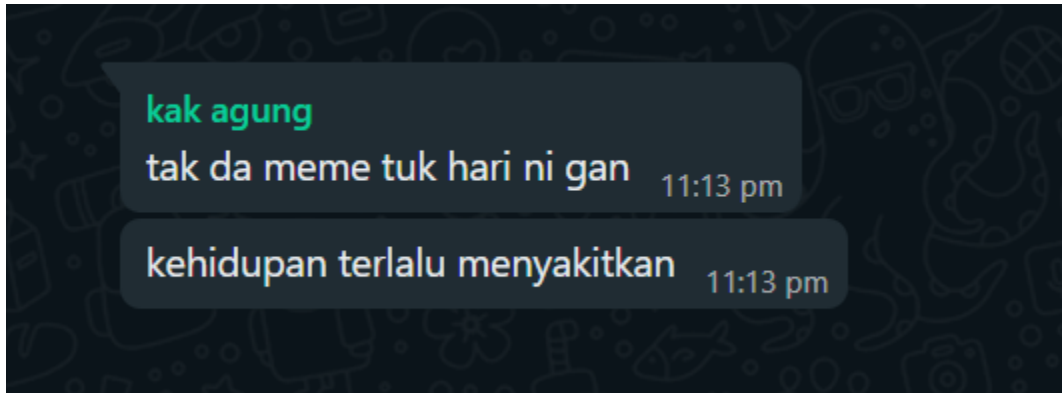 kak agung
tak da meme tuk hari ni gan
11:13 pm
kehidupan terlalu menyakitkan
11:13 pm